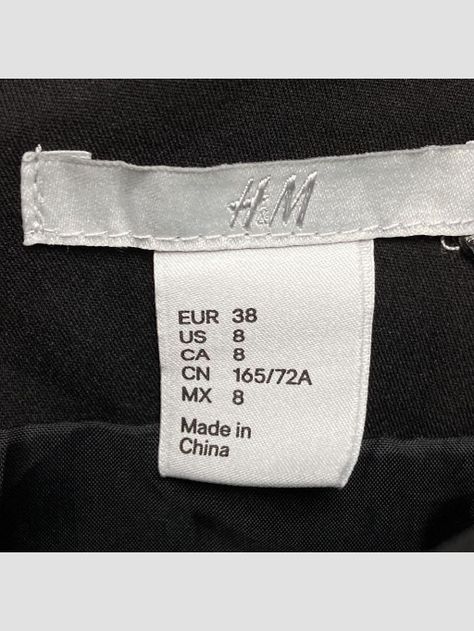 H&M
EUR 38
US 8
CA 8
CN 165/72A
MX 8
Made in
China